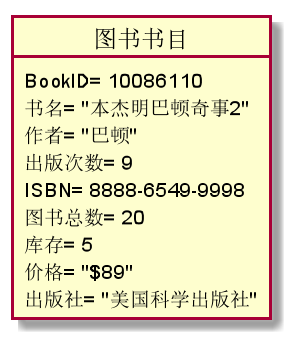 图书书目
BookID= 10086110
书名= "本杰明巴顿奇事2"
作者= "巴顿"
出版次数= 9
ISBN= 8888-6549-9998
图书总数= 20
库存= 5
价格= "$89"
出版社= "美国科学出版社"